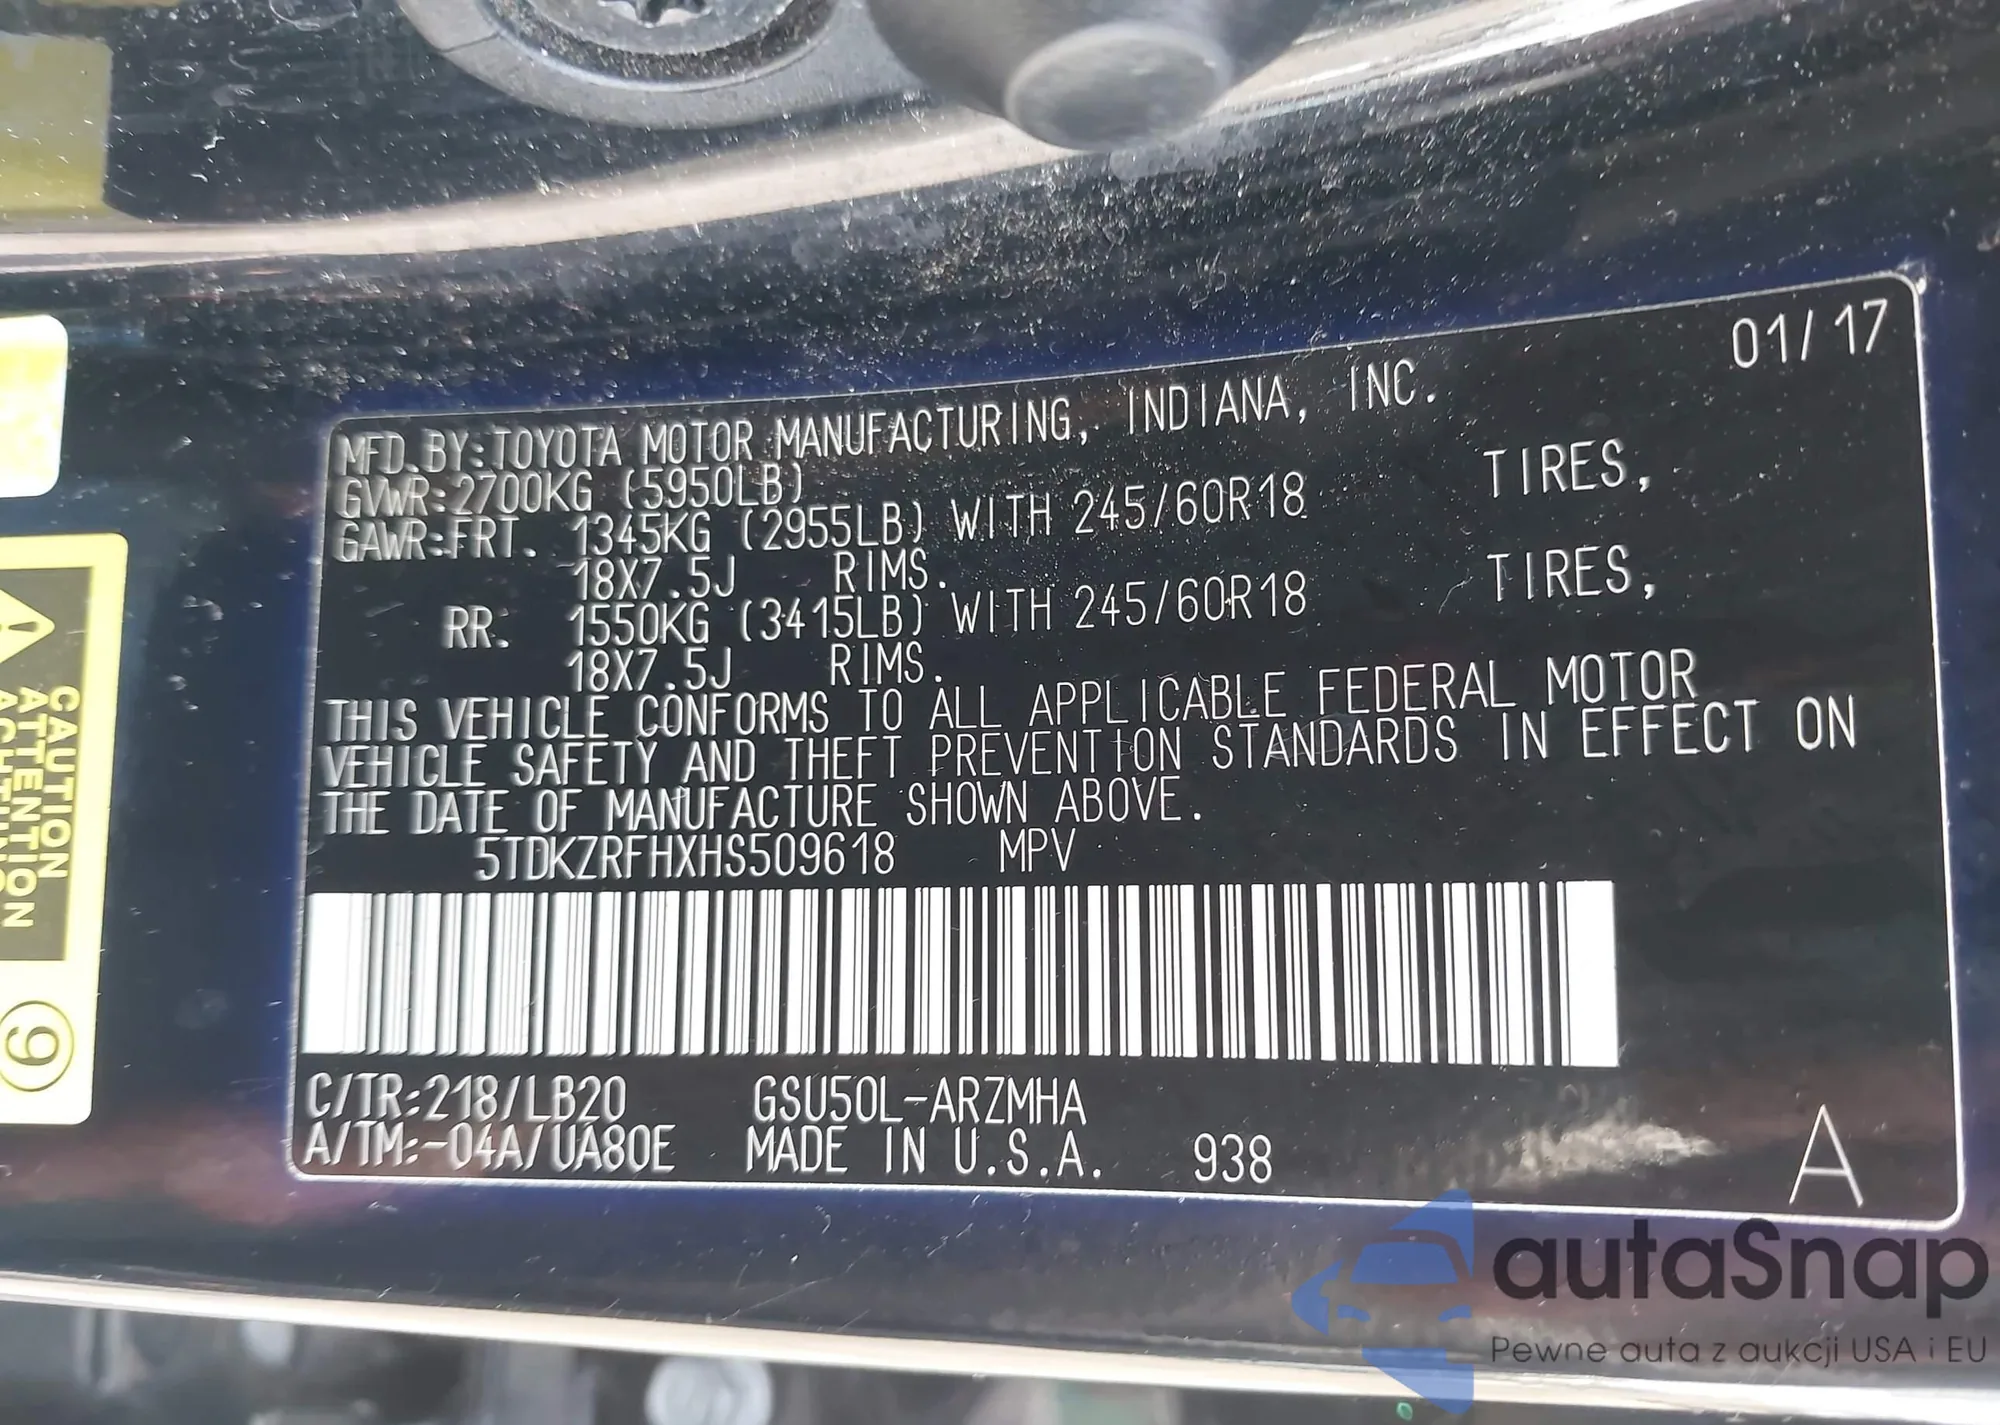 01/17
MFD.BY:TOYOTA MOTOR MANUFACTURING, INDIANA, INC.
GVWR:2700KG (5950LB)
GAWR:FRT. 1345KG (2955LB) WITH 245/60R18 TIRES,
18X7.5J RIMS.
RR: 1550KG (3415LB) WITH 245/60R18 TIRES,
18X7.5J RIMS.
THIS VEHICLE CONFORMS TO ALL APPLICABLE FEDERAL MOTOR
VEHICLE SAFETY AND THEFT PREVENTION STANDARDS IN EFFECT ON
THE DATE OF MANUFACTURE SHOWN ABOVE.
5TDKZRFHXHS509618 MPV
C/TR:218/LB20 GSU50L-ARZMHA
A/TM:-04A/UA80E MADE IN U.S.A. 938 A
CAUTION
ATTENTION
9
autaSnap
Pewne auta z aukcji USA i EU